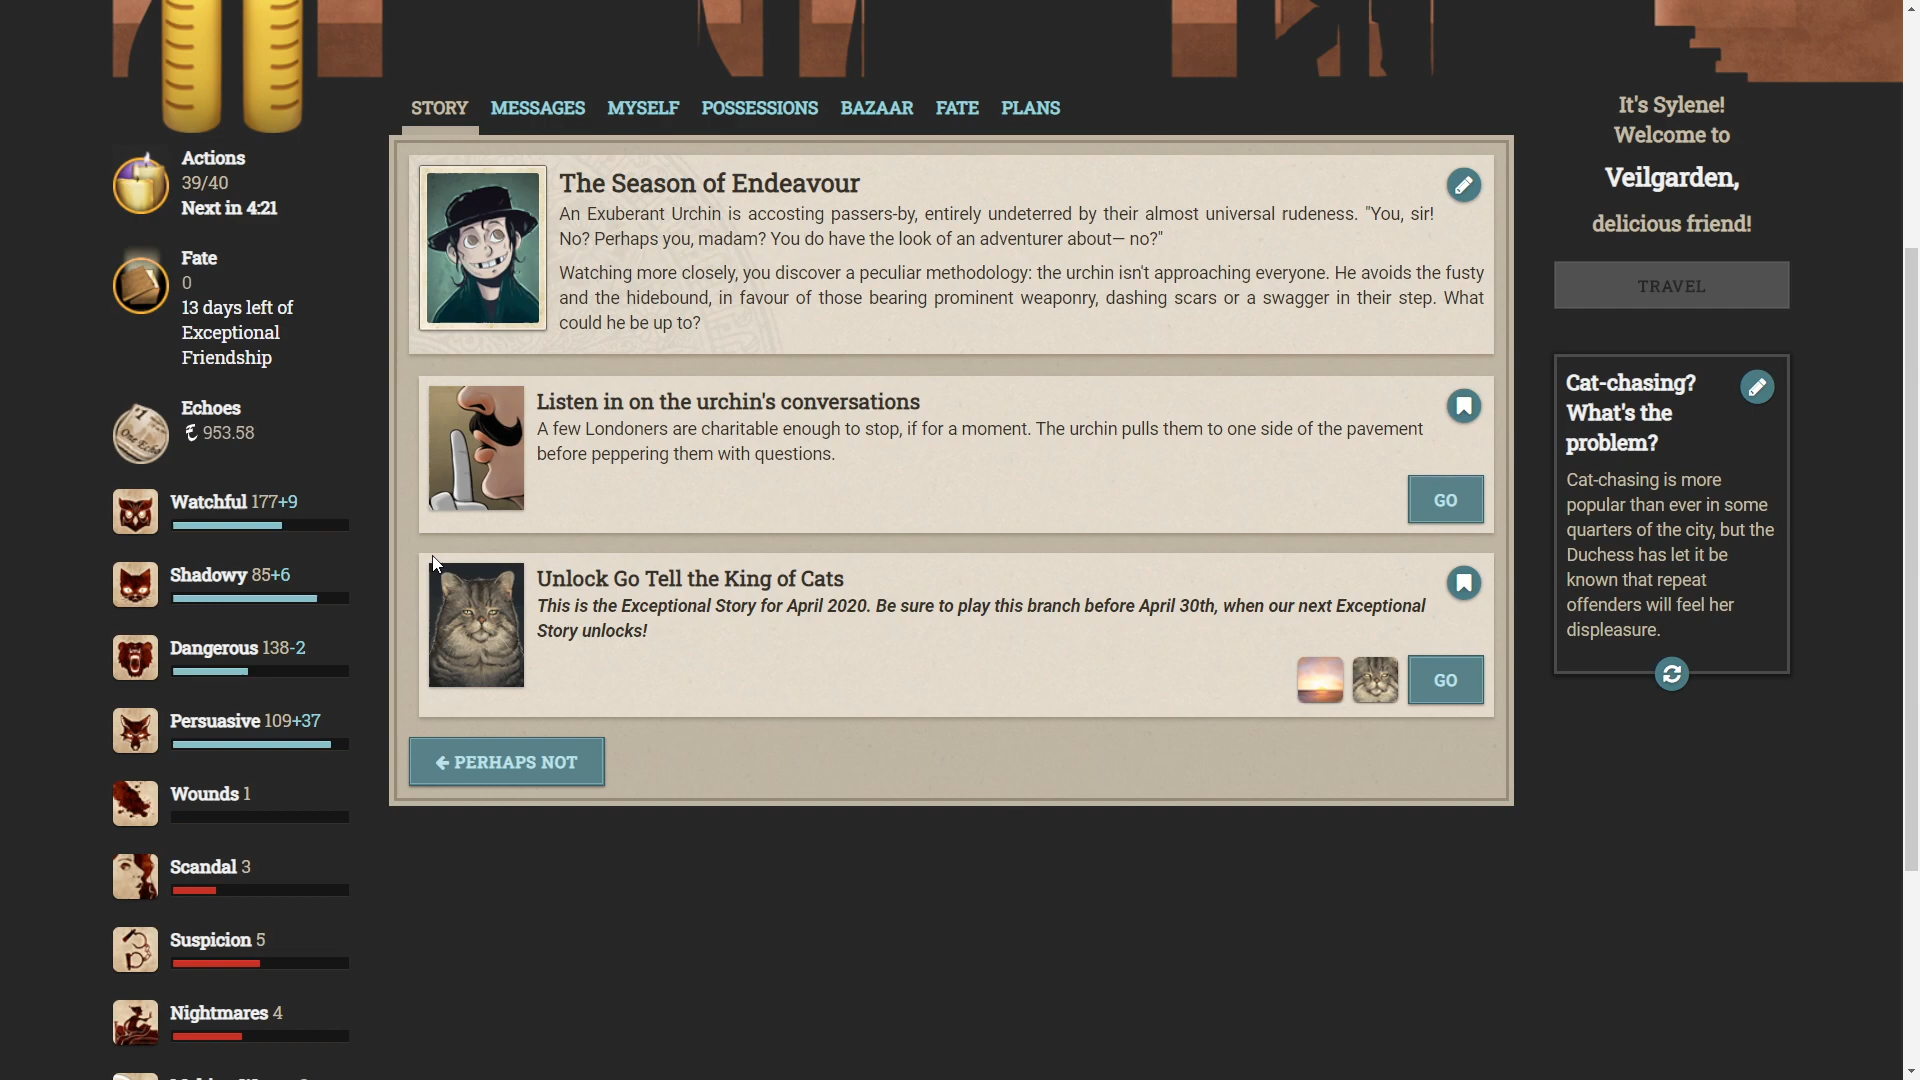 STORY MESSAGES MYSELF POSSESSIONS BAZAAR FATE PLANS
Actions
39/40
Next in 4:21
Fate
0
13 days left of
Exceptional
Friendship
One Echo
Echoes
953.58
Watchful 177+9
Shadowy 85+6
Dangerous 138-2
Persuasive 109+37
Wounds 1
Scandal 3
Suspicion 5
Nightmares 4
The Season of Endeavour
An Exuberant Urchin is accosting passers-by, entirely undeterred by their almost universal rudeness. "You, sir!
No? Perhaps you, madam? You do have the look of an adventurer about— no?"
Watching more closely, you discover a peculiar methodology: the urchin isn't approaching everyone. He avoids the fusty
and the hidebound, in favour of those bearing prominent weaponry, dashing scars or a swagger in their step. What
could he be up to?
Listen in on the urchin's conversations
A few Londoners are charitable enough to stop, if for a moment. The urchin pulls them to one side of the pavement
before peppering them with questions.
GO
Unlock Go Tell the King of Cats
This is the Exceptional Story for April 2020. Be sure to play this branch before April 30th, when our next Exceptional
Story unlocks!
GO
PERHAPS NOT
It's Sylene!
Welcome to
Veilgarden,
delicious friend!
TRAVEL
Cat-chasing?
What's the
problem?
Cat-chasing is more
popular than ever in some
quarters of the city, but the
Duchess has let it be
known that repeat
offenders will feel her
displeasure.